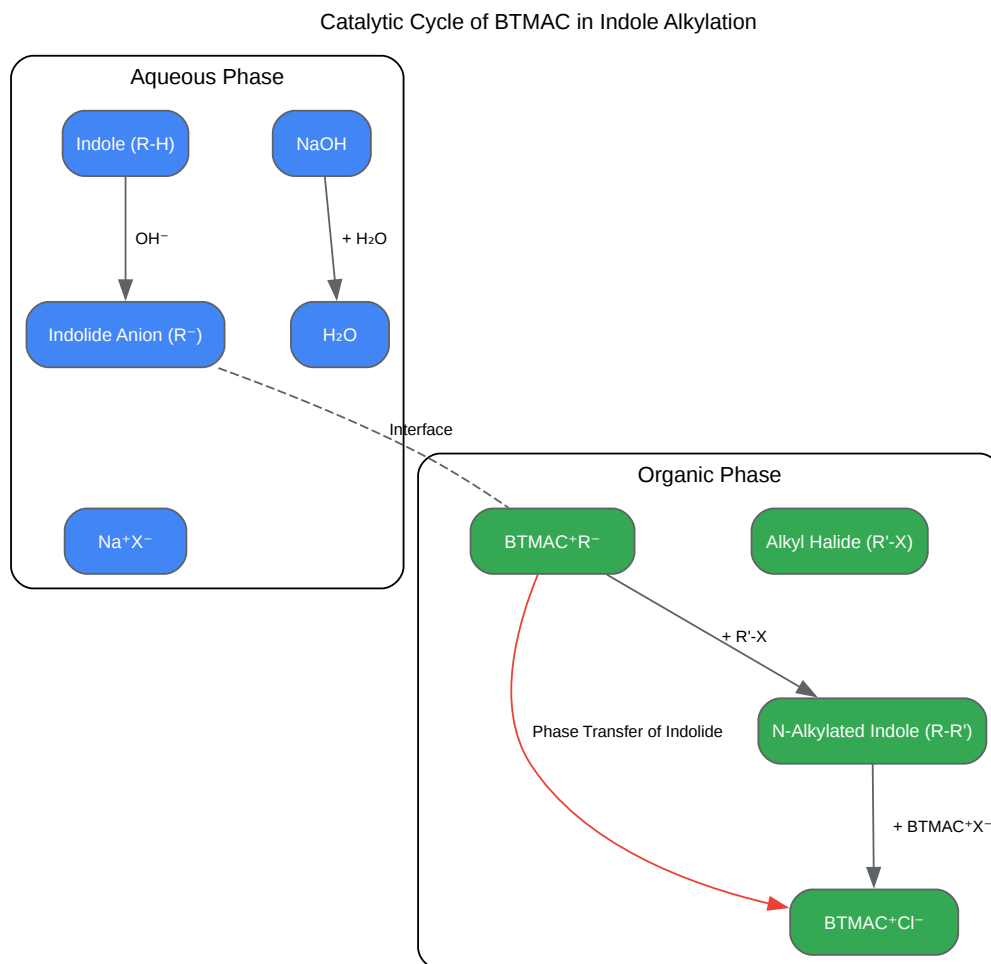 Catalytic Cycle of BTMAC in Indole Alkylation
Aqueous Phase
Indole (R-H)
NaOH
OH⁻
+ H₂O
Indolide Anion (R⁻)
H₂O
Interface
Organic Phase
Na⁺X⁻
BTMAC⁺R⁻
Alkyl Halide (R'-X)
+ R'-X
Phase Transfer of Indolide
N-Alkylated Indole (R-R')
+ BTMAC⁺X⁻
BTMAC⁺Cl⁻